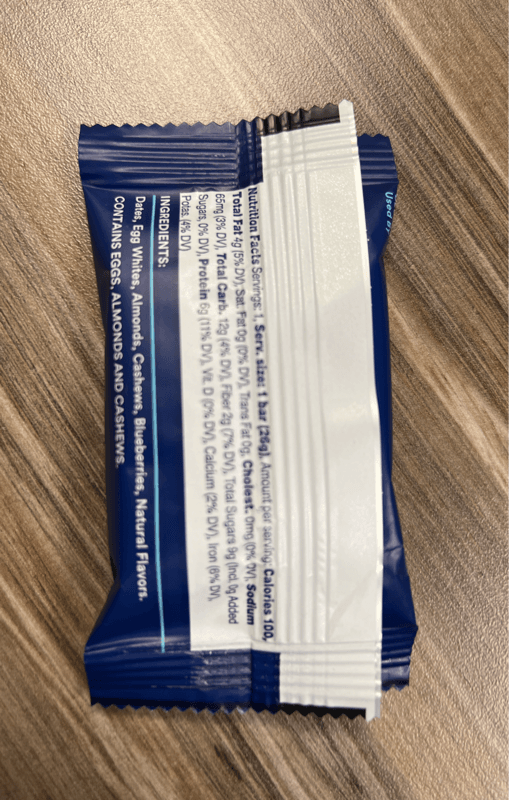 Used by
Nutrition Facts Servings: 1, Serv. size: 1 bar (26g), Amount per serving: Calories 100,
Total Fat 4g (5% DV), Sat. Fat 0g (0% DV), Trans Fat 0g, Cholest. 0mg (0% DV), Sodium
65mg (3% DV), Total Carb. 12g (4% DV), Fiber 2g (7% DV), Total Sugars 9g (Incl. 0g Added
Sugars, 0% DV), Protein 6g (11% DV), Vit. D (0% DV), Calcium (2% DV), Iron (6% DV),
Potas. (4% DV)
INGREDIENTS:
Dates, Egg Whites, Almonds, Cashews, Blueberries, Natural Flavors.
CONTAINS EGGS, ALMONDS AND CASHEWS.